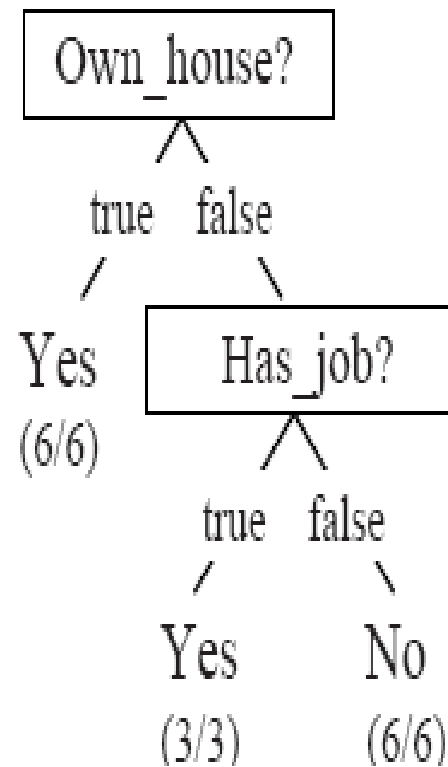 Own_house?
true false
Yes
Has_job?
(6/6)
true false
Yes No
(3/3) (6/6)